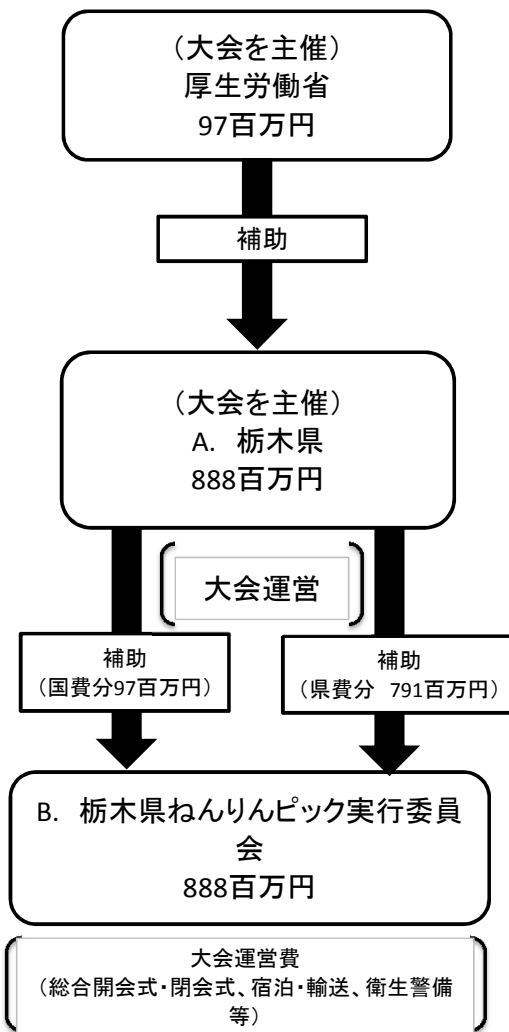 （大会を主催）
厚生労働省
97百万円
補助
（大会を主催）
A. 栃木県
888百万円
大会運営
補助
（国費分97百万円）
補助
（県費分 791百万円）
B. 栃木県ねんりんピック実行委員
会
888百万円
大会運営費
（総合開会式・閉会式、宿泊・輸送、衛生警備
等）